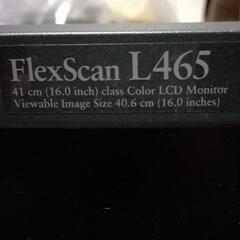 FlexScan L465
41 cm (16.0 inch) class Color LCD Monitor
Viewable Image Size 40.6 cm (16.0 inches)